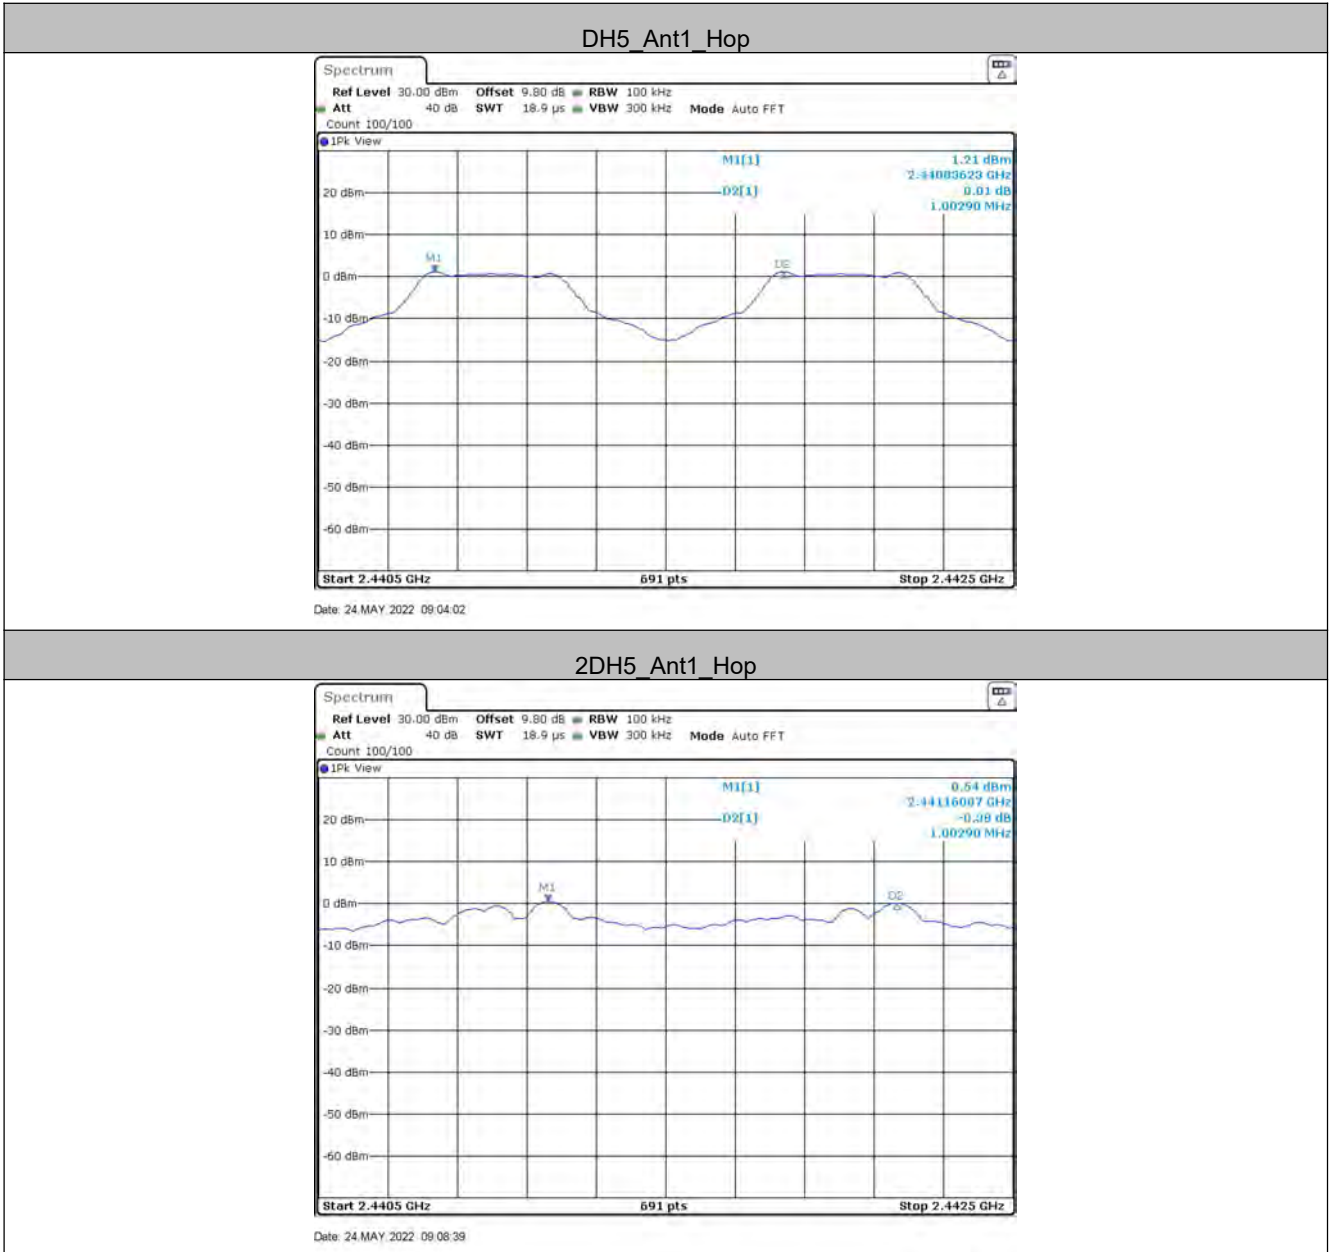 DH5_Ant1_Hop
Spectrum
Ref Level 30.00 dBm Offset 9.80 dB RBW 100 kHz
Att 40 dB SWT 18.9 µs VBW 300 kHz Mode Auto FFT
Count 100/100
1Pk View
M1[1] 1.21 dBm
2.44083623 GHz
20 dBm
D2[1] 0.01 dB
1.00290 MHz
10 dBm
M1
D2
0 dBm
-10 dBm
-20 dBm
-30 dBm
-40 dBm
-50 dBm
-60 dBm
Start 2.4405 GHz 691 pts Stop 2.4425 GHz
Date: 24.MAY.2022 09:04:02
2DH5_Ant1_Hop
Spectrum
Ref Level 30.00 dBm Offset 9.80 dB RBW 100 kHz
Att 40 dB SWT 18.9 µs VBW 300 kHz Mode Auto FFT
Count 100/100
1Pk View
M1[1] 0.54 dBm
2.44116087 GHz
20 dBm
D2[1] dB
1.00290 MHz
10 dBm
M1
D2
0 dBm
-10 dBm
-20 dBm
-30 dBm
-40 dBm
-50 dBm
-60 dBm
Start 2.4405 GHz 691 pts Stop 2.4425 GHz
Date: 24.MAY.2022 09:08:39